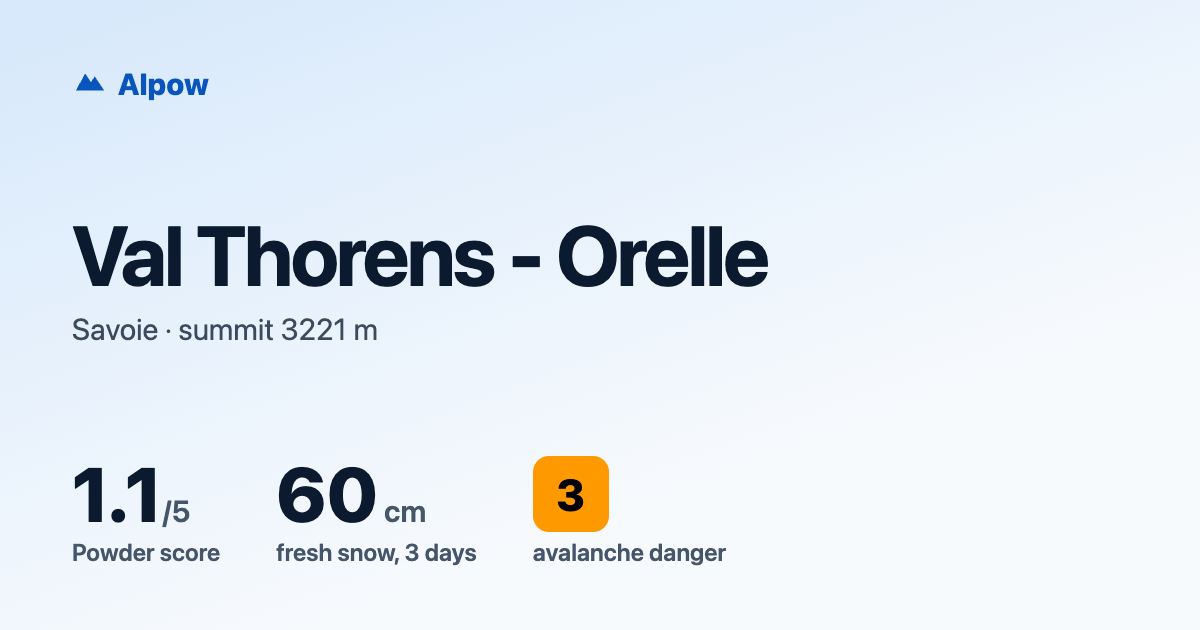 Alpow
Val Thorens - Orelle
Savoie · summit 3221 m
1.1/5
Powder score
60 cm
fresh snow, 3 days
3
avalanche danger